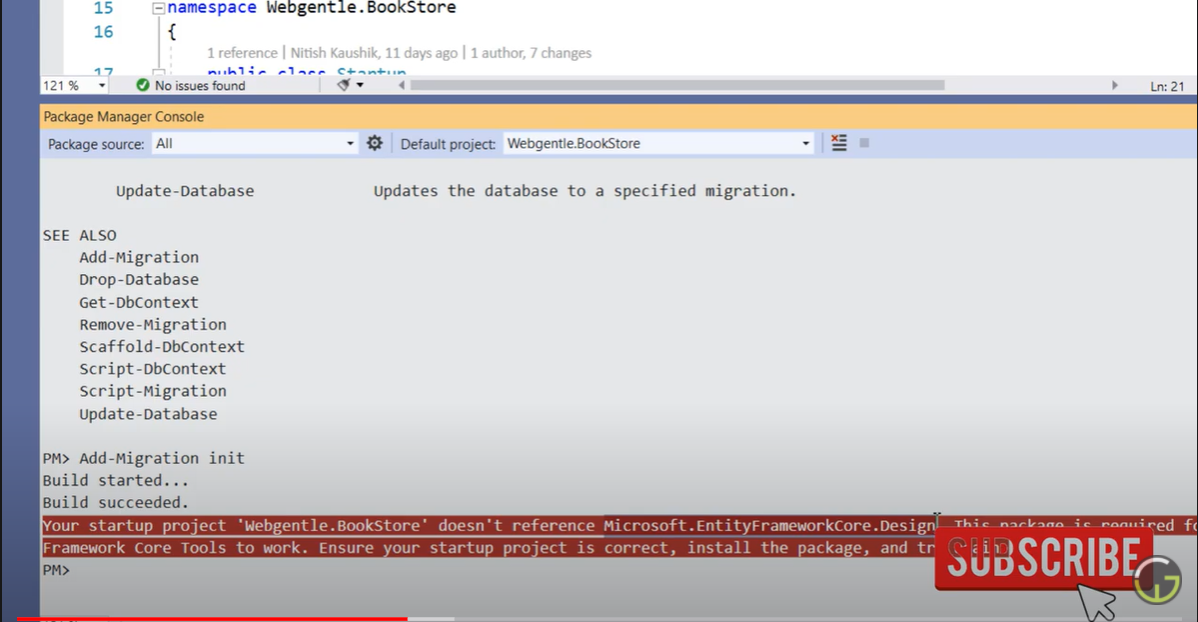 15 namespace Webgentle.BookStore
16 {
1 reference | Nitish Kaushik, 11 days ago | 1 author, 7 changes
17 public class Startup
121 % No issues found Ln: 21
Package Manager Console
Package source: All Default project: Webgentle.BookStore
Update-Database Updates the database to a specified migration.
SEE ALSO
Add-Migration
Drop-Database
Get-DbContext
Remove-Migration
Scaffold-DbContext
Script-DbContext
Script-Migration
Update-Database
PM> Add-Migration init
Build started...
Build succeeded.
Your startup project 'Webgentle.BookStore' doesn't reference Microsoft.EntityFrameworkCore.Design. This package is required fo
Framework Core Tools to work. Ensure your startup project is correct, install the package, and tr
SUBSCRIBE
PM>